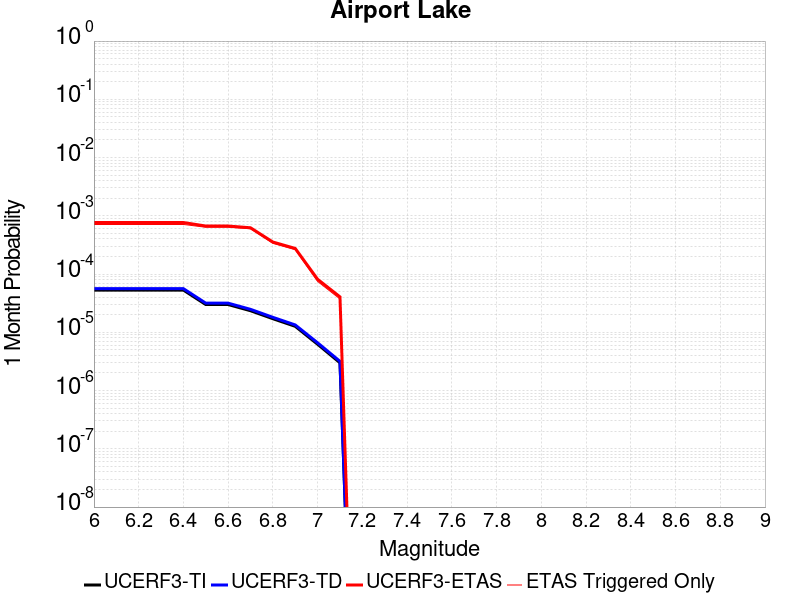 Airport Lake
10 0
10 -1
10 -2
10 -3
10 -4
10 -5
10 -6
10 -7
10 -8
1 Month Probability
6 6.2 6.4 6.6 6.8 7 7.2 7.4 7.6 7.8 8 8.2 8.4 8.6 8.8 9
Magnitude
UCERF3-TI UCERF3-TD UCERF3-ETAS ETAS Triggered Only